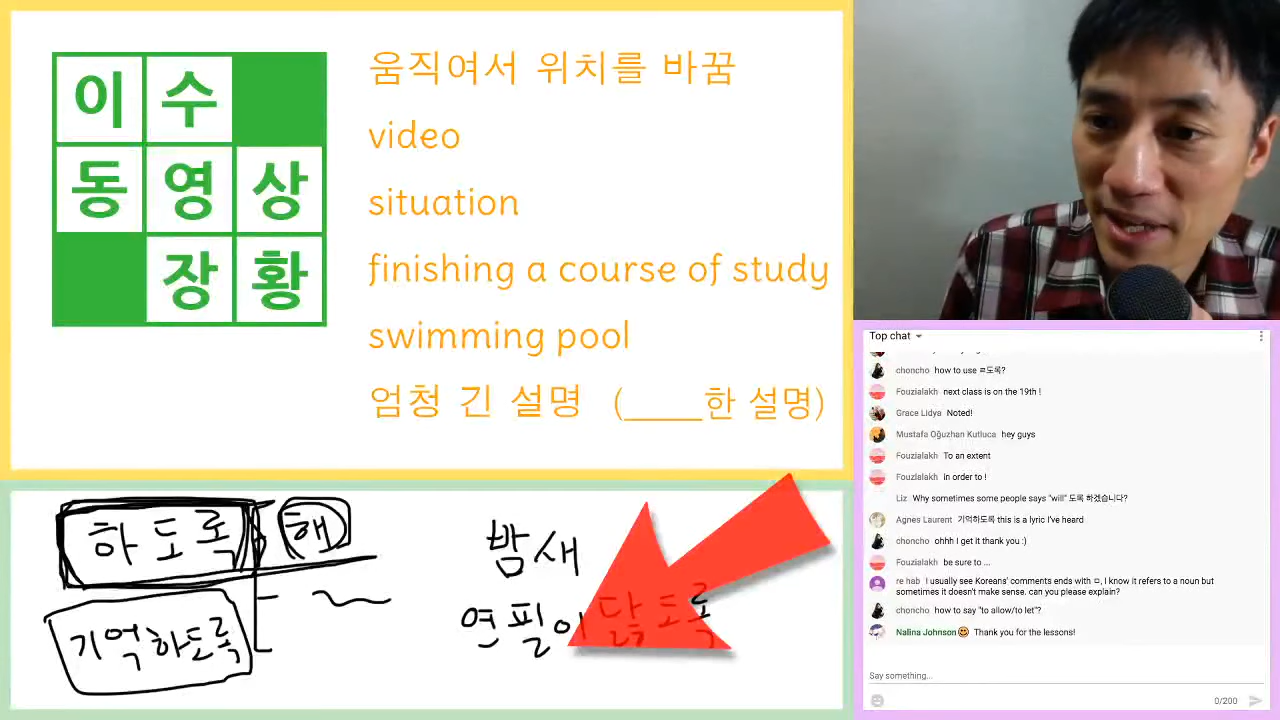 이 수
동 영 상
장 황
움직여서 위치를 바꿈
video
situation
finishing a course of study
swimming pool
엄청 긴 설명 (____한 설명)
하도록 해
기억하도록
밤새
연필이 닳도록
Top chat
choncho how to use ㄹ도록?
Fouzialakh next class is on the 19th !
Grace Lidya Noted!
Mustafa Oğuzhan Kutluca hey guys
Fouzialakh To an extent
Fouzialakh in order to !
Liz Why sometimes some people says "will" 도록 하겠습니다?
Agnes Laurent 기억하도록 this is a lyric I've heard
choncho ohhh I get it thank you :)
Fouzialakh be sure to ...
re hab I usually see Koreans' comments ends with ㅁ, I know it refers to a noun but
sometimes it doesn't make sense. can you please explain?
choncho how to say "to allow/to let"?
Nalina Johnson Thank you for the lessons!
Say something...
0/200